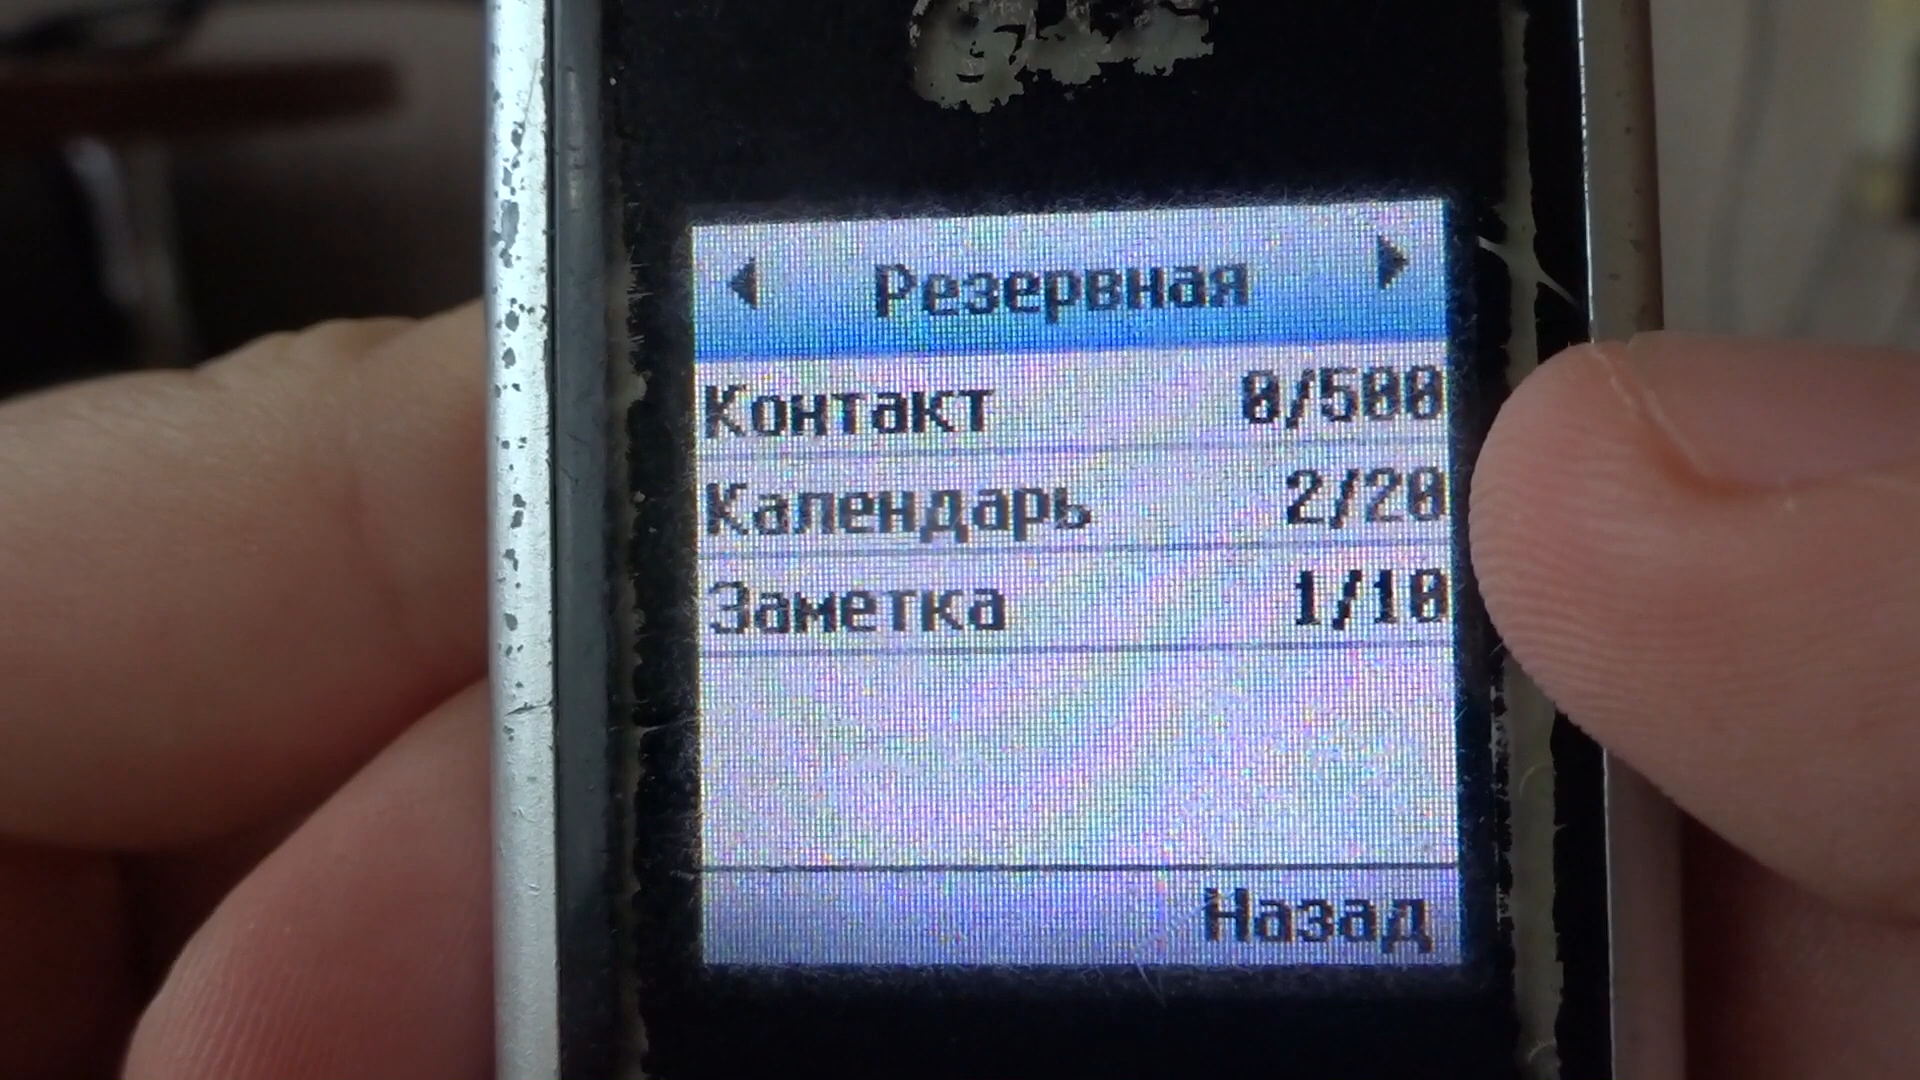 Резервная
Контакт 0/500
Календарь 2/20
Заметка 1/10
Назад